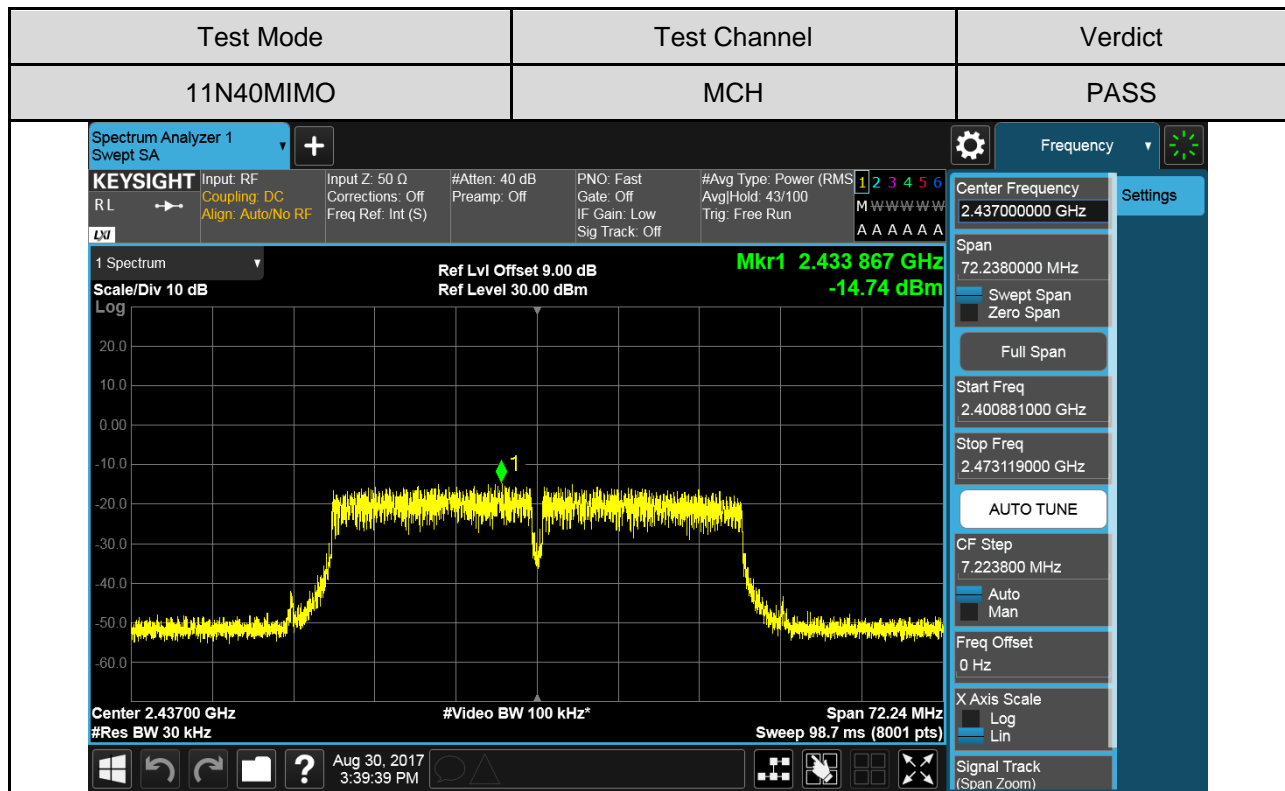 Test Mode Test Channel Verdict
11N40MIMO MCH PASS
Spectrum Analyzer 1
Swept SA
+
Frequency
KEYSIGHT
RL
LXI
Input: RF
Coupling: DC
Align: Auto/No RF
Input Z: 50 Ω
Corrections: Off
Freq Ref: Int (S)
#Atten: 40 dB
Preamp: Off
PNO: Fast
Gate: Off
IF Gain: Low
Sig Track: Off
#Avg Type: Power (RMS
Avg|Hold: 43/100
Trig: Free Run
1 2 3 4 5 6
M W W W W W
A A A A A A
1 Spectrum
Scale/Div 10 dB
Log
Ref Lvl Offset 9.00 dB
Ref Level 30.00 dBm
Mkr1 2.433 867 GHz
-14.74 dBm
20.0
10.0
0.00
-10.0
-20.0
-30.0
-40.0
-50.0
-60.0
1
Center 2.43700 GHz
#Res BW 30 kHz
#Video BW 100 kHz*
Span 72.24 MHz
Sweep 98.7 ms (8001 pts)
?
Aug 30, 2017
3:39:39 PM
Center Frequency
2.437000000 GHz
Settings
Span
72.2380000 MHz
Swept Span
Zero Span
Full Span
Start Freq
2.400881000 GHz
Stop Freq
2.473119000 GHz
AUTO TUNE
CF Step
7.223800 MHz
Auto
Man
Freq Offset
0 Hz
X Axis Scale
Log
Lin
Signal Track
(Span Zoom)